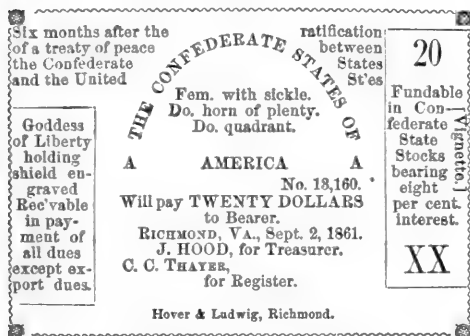 Six months after the ratification
of a treaty of peace between
the Confederate States
and the United St'es
THE CONFEDERATE STATES OF
Fem. with sickle.
Do. horn of plenty.
Do. quadrant.
A AMERICA A
No. 18,160.
Will pay TWENTY DOLLARS
to Bearer.
RICHMOND, VA., Sept. 2, 1861.
J. HOOD, for Treasurer.
C. C. THAYER,
for Register.
Goddess
of Liberty
holding
shield en-
graved
Rec'vable
in pay-
ment of
all dues
except ex-
port dues.
20
Fundable
in Con-
federate
State
Stocks
bearing
eight
per cent.
interest.
[Vignette.]
XX
Hover & Ludwig, Richmond.